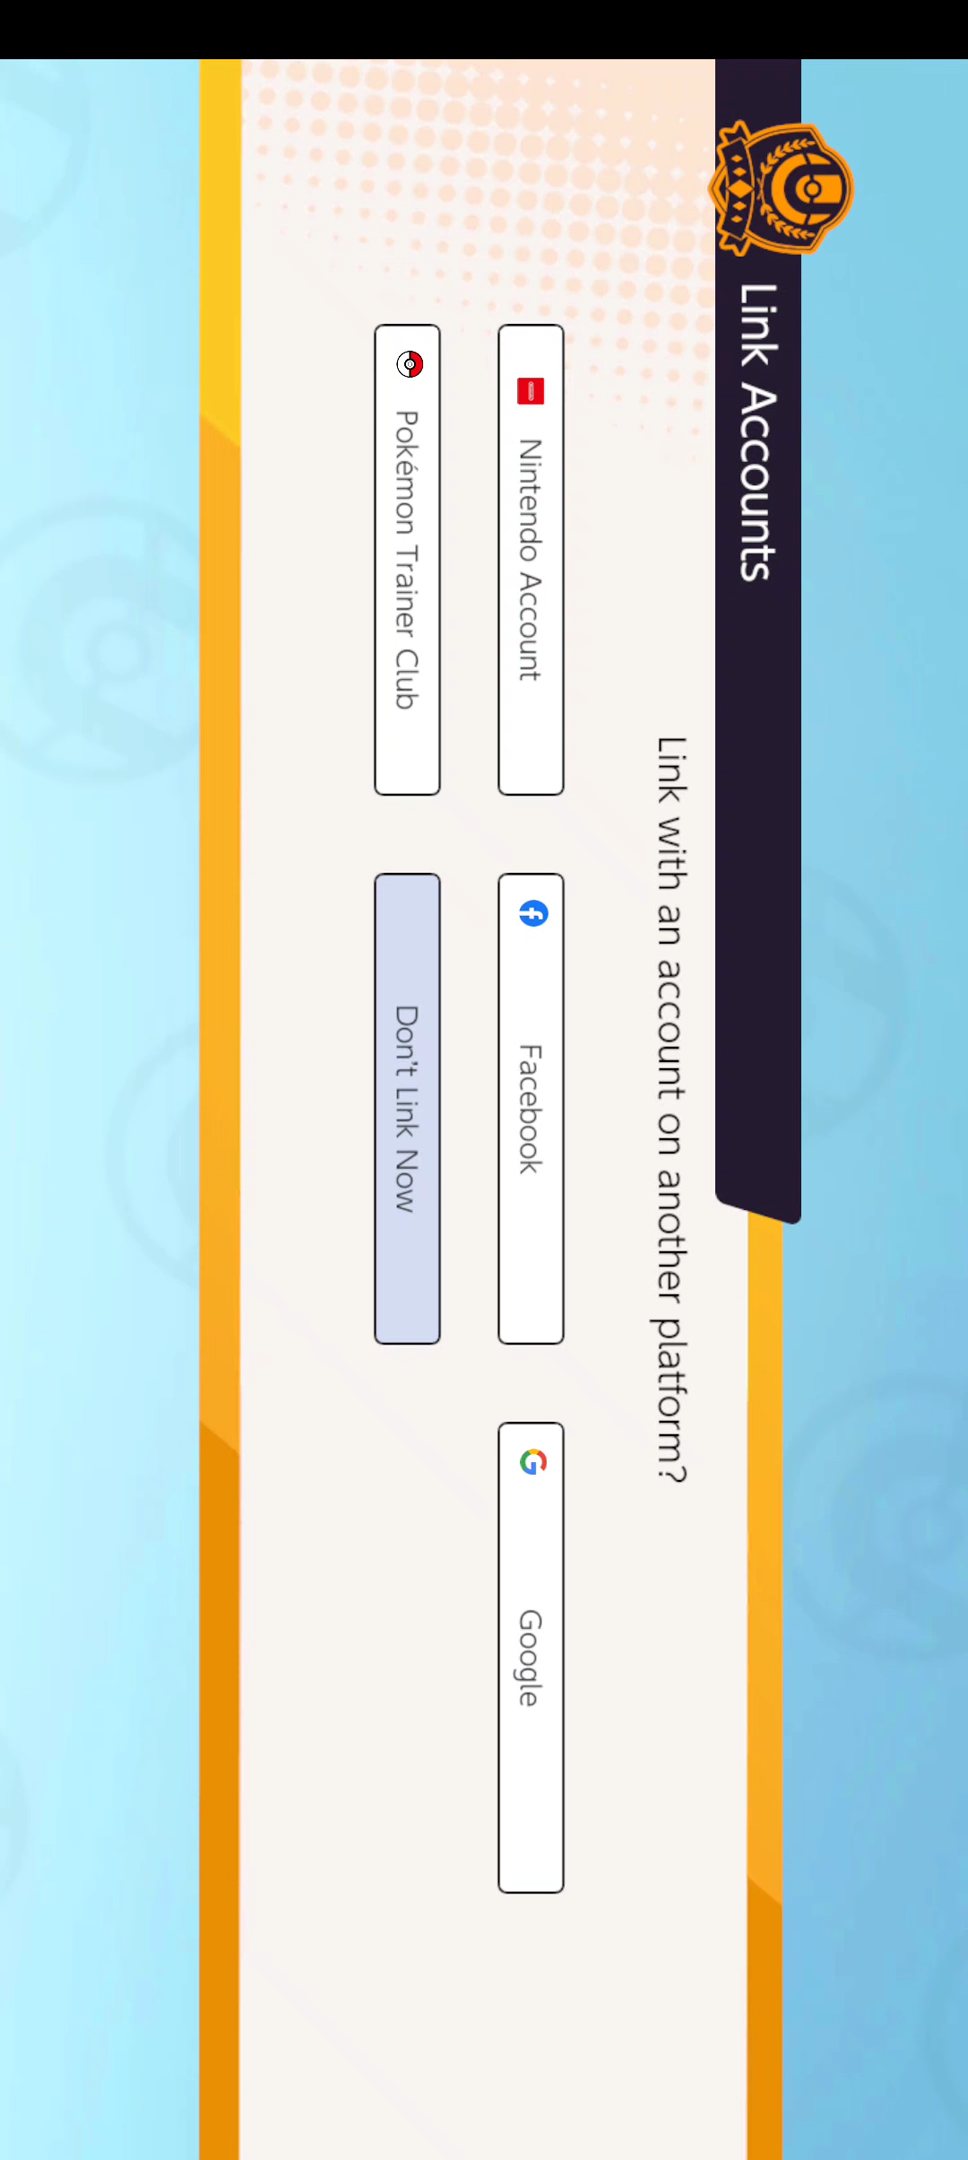 Link Accounts
Link with an account on another platform?
Nintendo Account
Facebook
Google
Pokémon Trainer Club
Don't Link Now